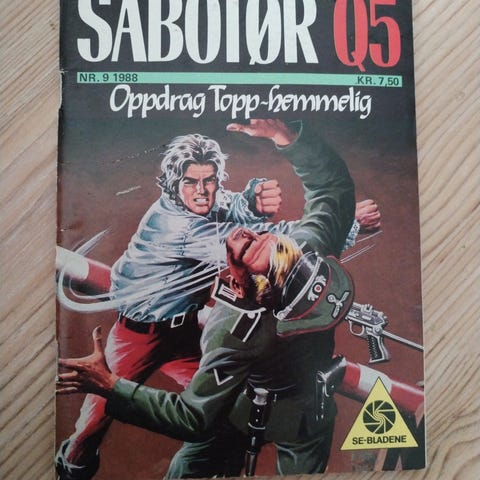 SABOTØR Q5
NR. 9 1988 KR. 7,50
Oppdrag Topp-hemmelig
SE-BLADENE